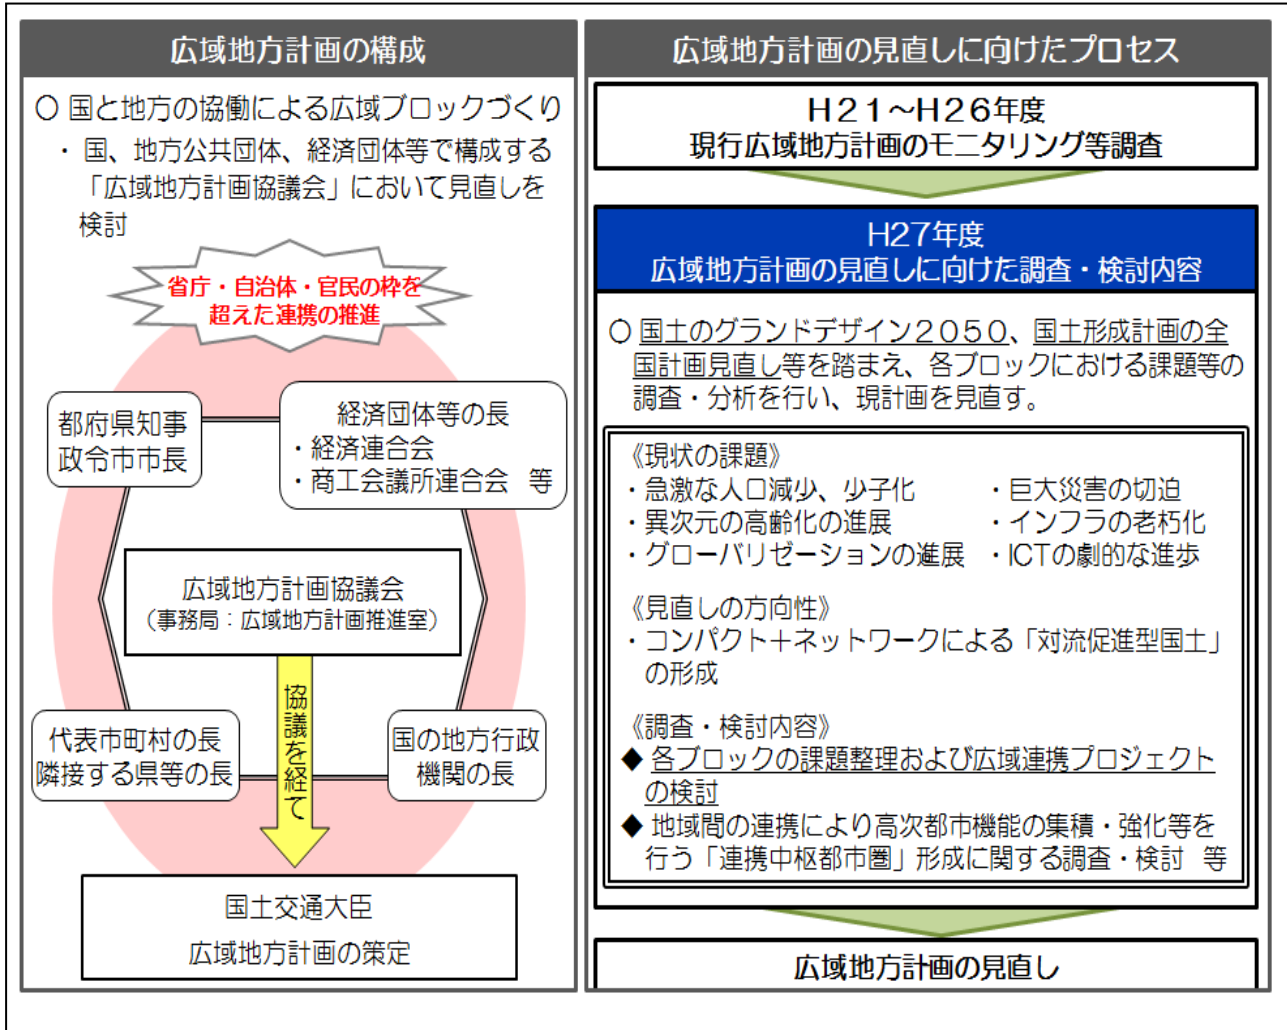 広域地方計画の構成
〇 国と地方の協働による広域ブロックづくり
・ 国、地方公共団体、経済団体等で構成する
「広域地方計画協議会」において見直しを
検討
省庁・自治体・官民の枠を
超えた連携の推進
都府県知事
政令市市長
経済団体等の長
・経済連合会
・商工会議所連合会 等
広域地方計画協議会
（事務局：広域地方計画推進室）
協議を経て
代表市町村の長
隣接する県等の長
国の地方行政
機関の長
国土交通大臣
広域地方計画の策定
広域地方計画の見直しに向けたプロセス
H２１～H２６年度
現行広域地方計画のモニタリング等調査
H27年度
広域地方計画の見直しに向けた調査・検討内容
〇 国土のグランドデザイン２０５０、国土形成計画の全
国計画見直し等を踏まえ、各ブロックにおける課題等の
調査・分析を行い、現計画を見直す。
《現状の課題》
・急激な人口減少、少子化 ・巨大災害の切迫
・異次元の高齢化の進展 ・インフラの老朽化
・グローバリゼーションの進展 ・ICTの劇的な進歩
《見直しの方向性》
・コンパクト＋ネットワークによる「対流促進型国土」
の形成
《調査・検討内容》
◆ 各ブロックの課題整理および広域連携プロジェクト
の検討
◆ 地域間の連携により高次都市機能の集積・強化等を
行う「連携中枢都市圏」形成に関する調査・検討 等
広域地方計画の見直し